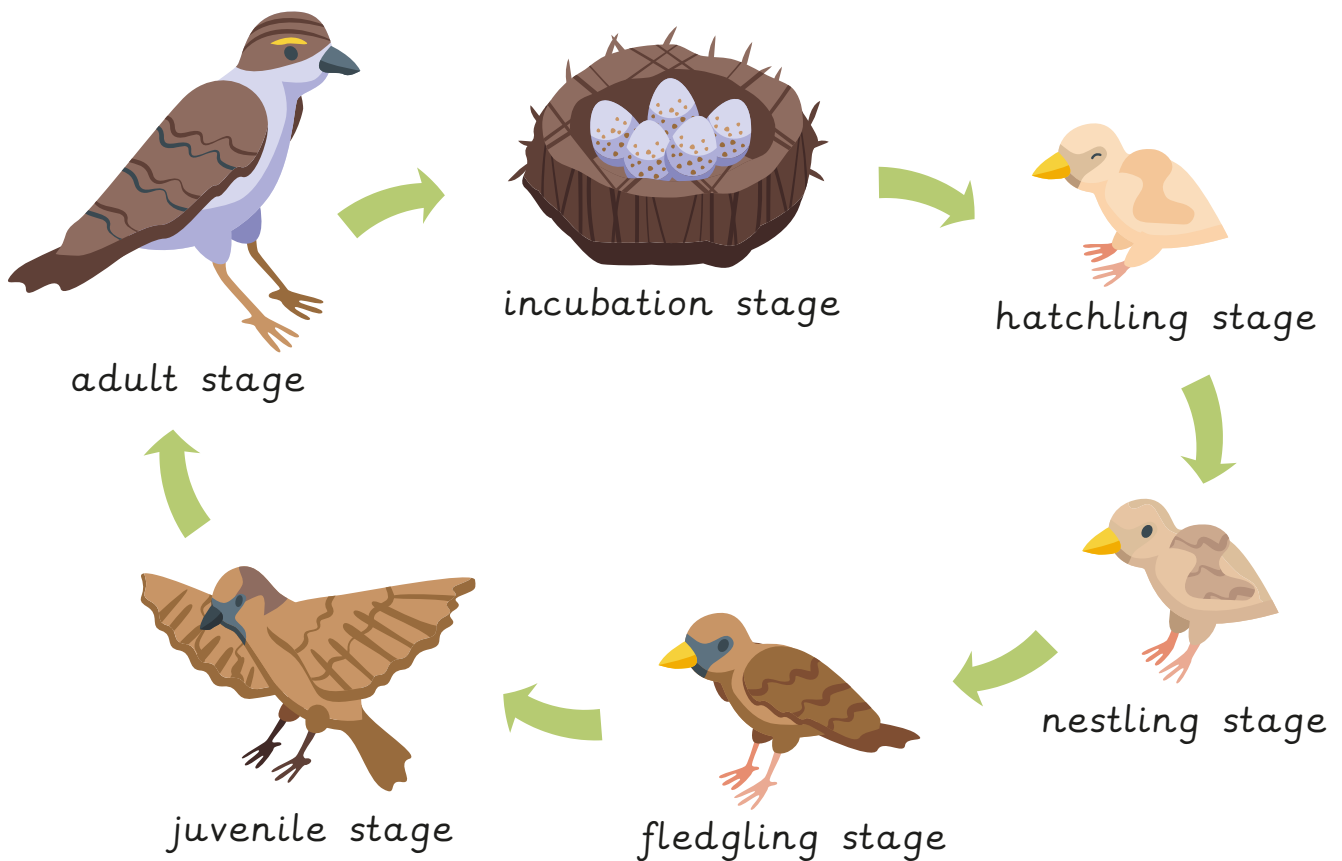 adult stage
incubation stage
hatchling stage
nestling stage
fledgling stage
juvenile stage